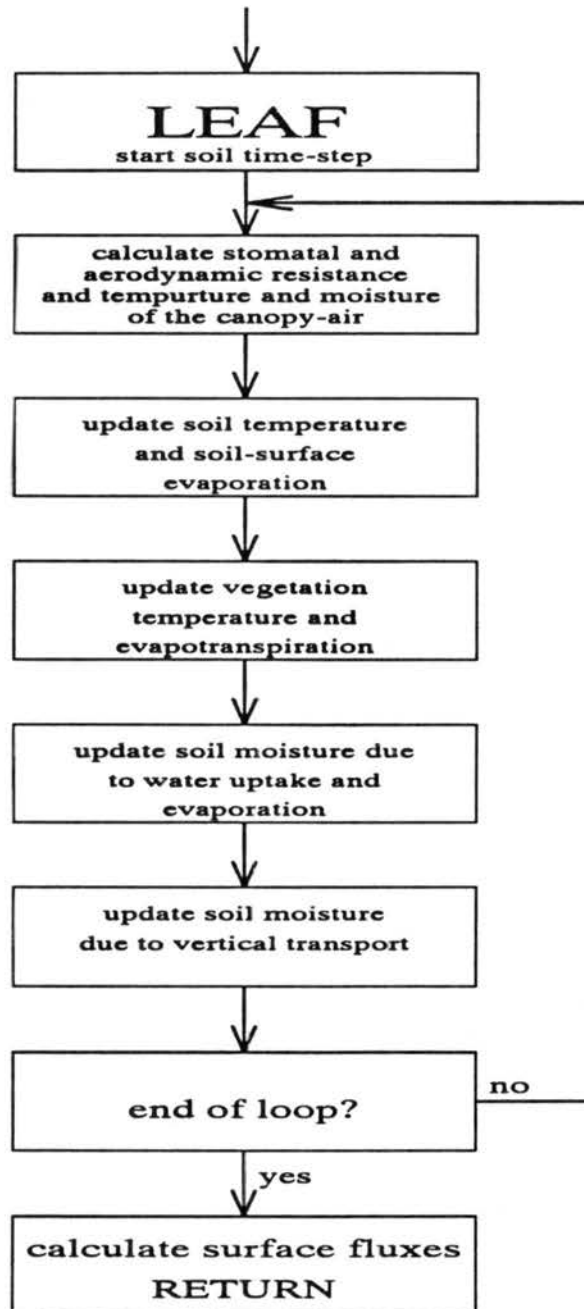 LEAF
start soil time-step
calculate stomatal and
aerodynamic resistance
and tempurture and moisture
of the canopy-air
update soil temperature
and soil-surface
evaporation
update vegetation
temperature and
evapotranspiration
update soil moisture due
to water uptake and
evaporation
update soil moisture
due to vertical transport
end of loop?
no
yes
calculate surface fluxes
RETURN